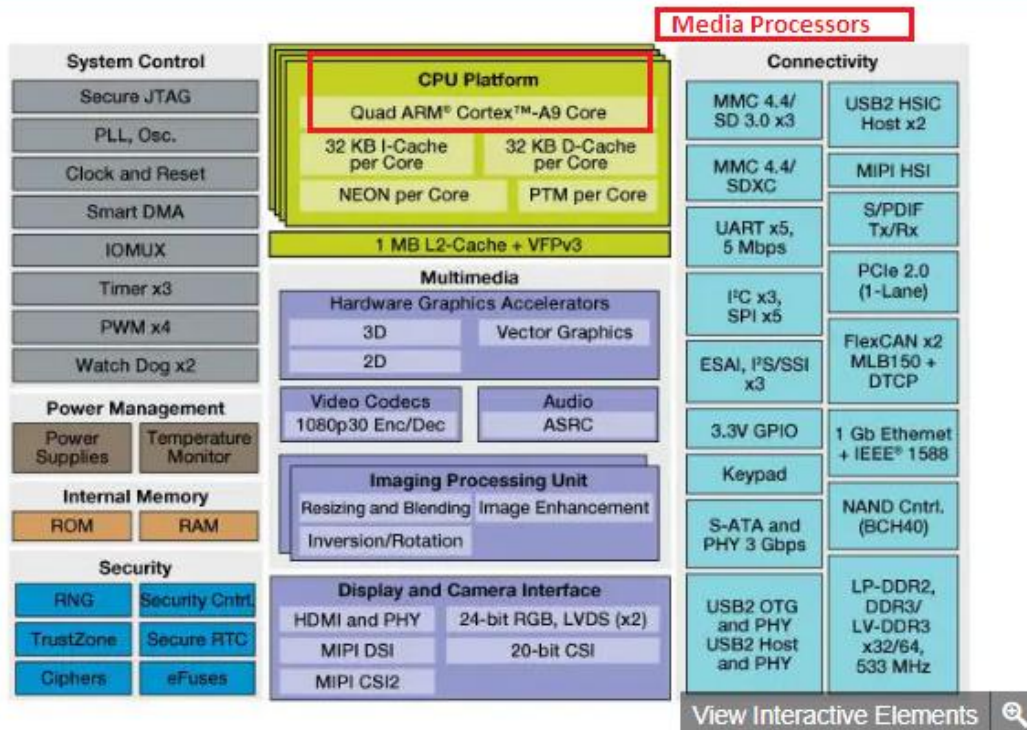 Media Processors
System Control
Secure JTAG
PLL, Osc.
Clock and Reset
Smart DMA
IOMUX
Timer x3
PWM x4
Watch Dog x2
Power Management
Power
Supplies
Temperature
Monitor
Internal Memory
ROM
RAM
Security
RNG
Security Cntrl.
TrustZone
Secure RTC
Ciphers
eFuses
CPU Platform
Quad ARM® Cortex™-A9 Core
32 KB I-Cache
per Core
32 KB D-Cache
per Core
NEON per Core
PTM per Core
1 MB L2-Cache + VFPv3
Multimedia
Hardware Graphics Accelerators
3D
Vector Graphics
2D
Video Codecs
1080p30 Enc/Dec
Audio
ASRC
Imaging Processing Unit
Resizing and Blending
Image Enhancement
Inversion/Rotation
Display and Camera Interface
HDMI and PHY
24-bit RGB, LVDS (x2)
MIPI DSI
20-bit CSI
MIPI CSI2
Connectivity
MMC 4.4/
SD 3.0 x3
MMC 4.4/
SDXC
UART x5,
5 Mbps
I²C x3,
SPI x5
ESAI, I²S/SSI
x3
3.3V GPIO
Keypad
S-ATA and
PHY 3 Gbps
USB2 OTG
and PHY
USB2 Host
and PHY
USB2 HSIC
Host x2
MIPI HSI
S/PDIF
Tx/Rx
PCIe 2.0
(1-Lane)
FlexCAN x2
MLB150 +
DTCP
1 Gb Ethernet
+ IEEE® 1588
NAND Cntrl.
(BCH40)
LP-DDR2,
DDR3/
LV-DDR3
x32/64,
533 MHz
View Interactive Elements